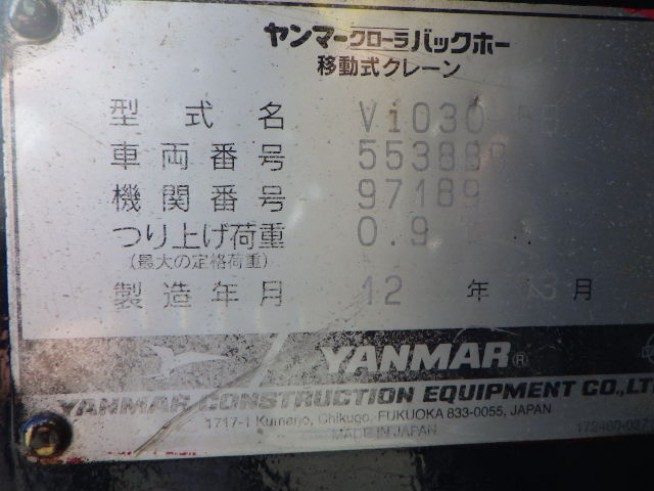 ヤンマークローラバックホー
移動式クレーン
型式名 ViO30
車両番号
機関番号 97189
つり上げ荷重 0.9
(最大の定格荷重)
製造年月 12 年 03 月
YANMAR®
YANMAR CONSTRUCTION EQUIPMENT CO.,LT
1717-1 Kumano, Chikugo, FUKUOKA 833-0055, JAPAN
MADE IN JAPAN